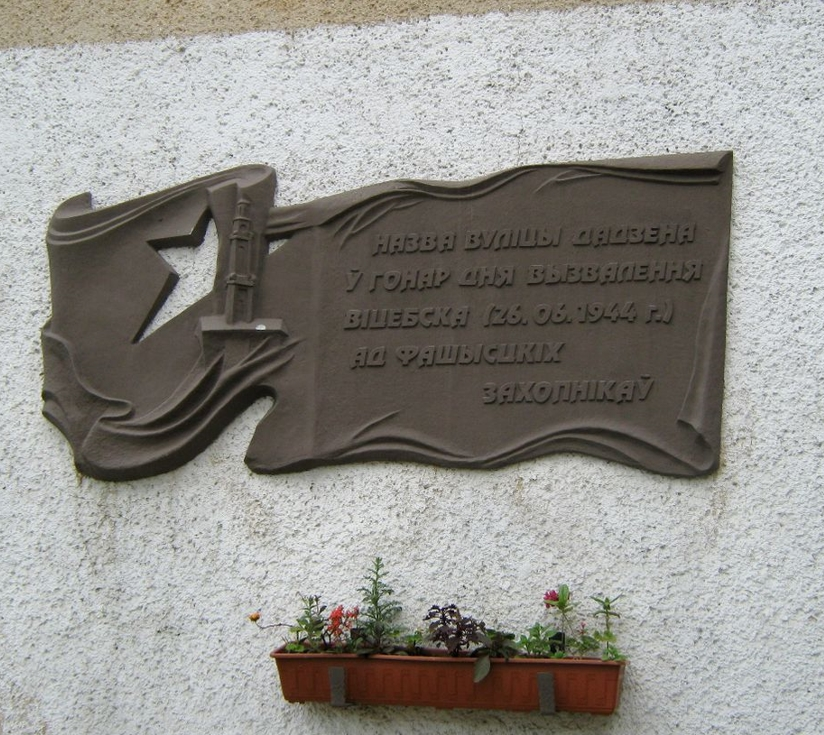 НАЗВА ВУЛІЦЫ ДАДЗЕНА
Ў ГОНАР ДНЯ ВЫЗВАЛЕННЯ
ВІЦЕБСКА (26.06.1944 г.)
АД ФАШЫСЦКІХ
ЗАХОПНІКАЎ